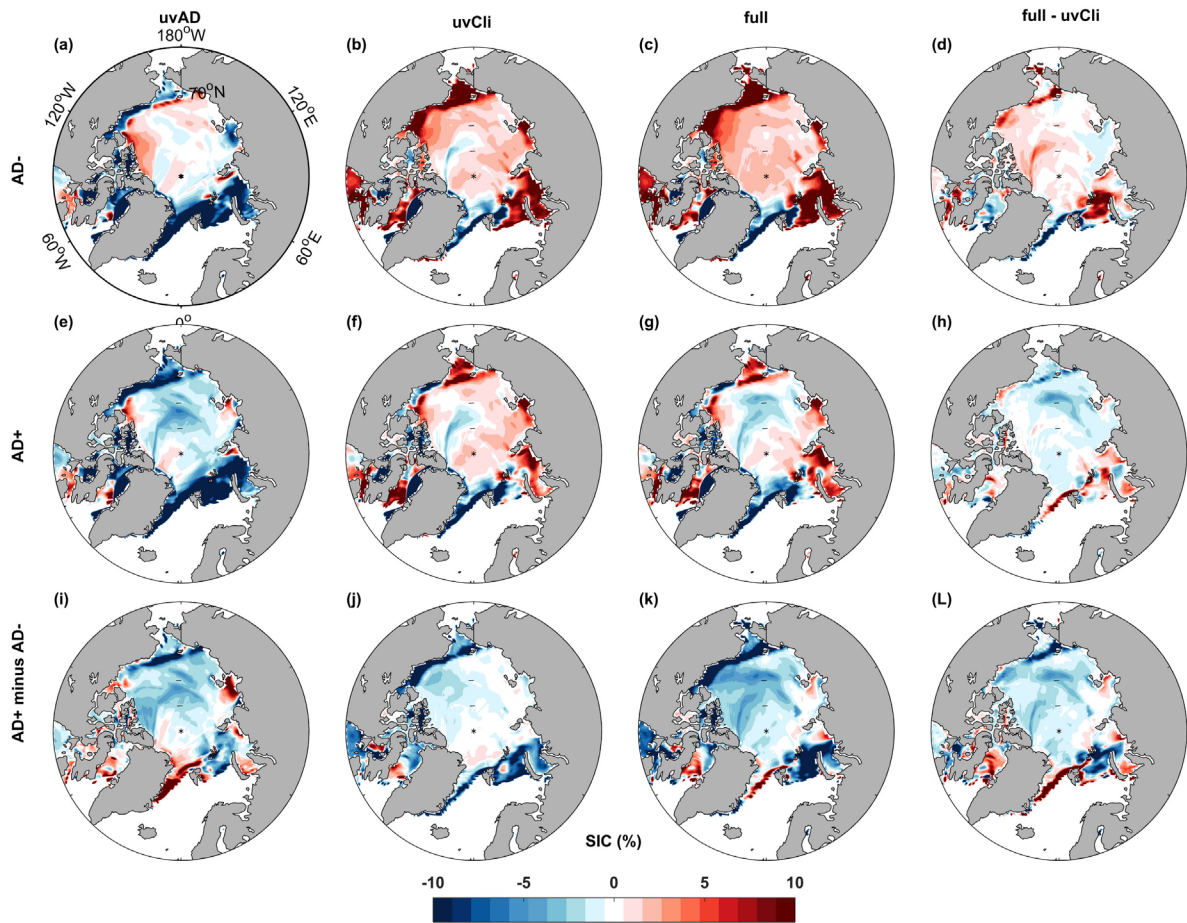 uvAD uvCli full full - uvCli
180°W
(a) (b) (c) (d)
70°N
120°W 120°E
AD-
60°W 60°E
0°
(e) (f) (g) (h)
AD+
(i) (j) (k) (L)
AD+ minus AD-
SIC (%)
-10 -5 0 5 10